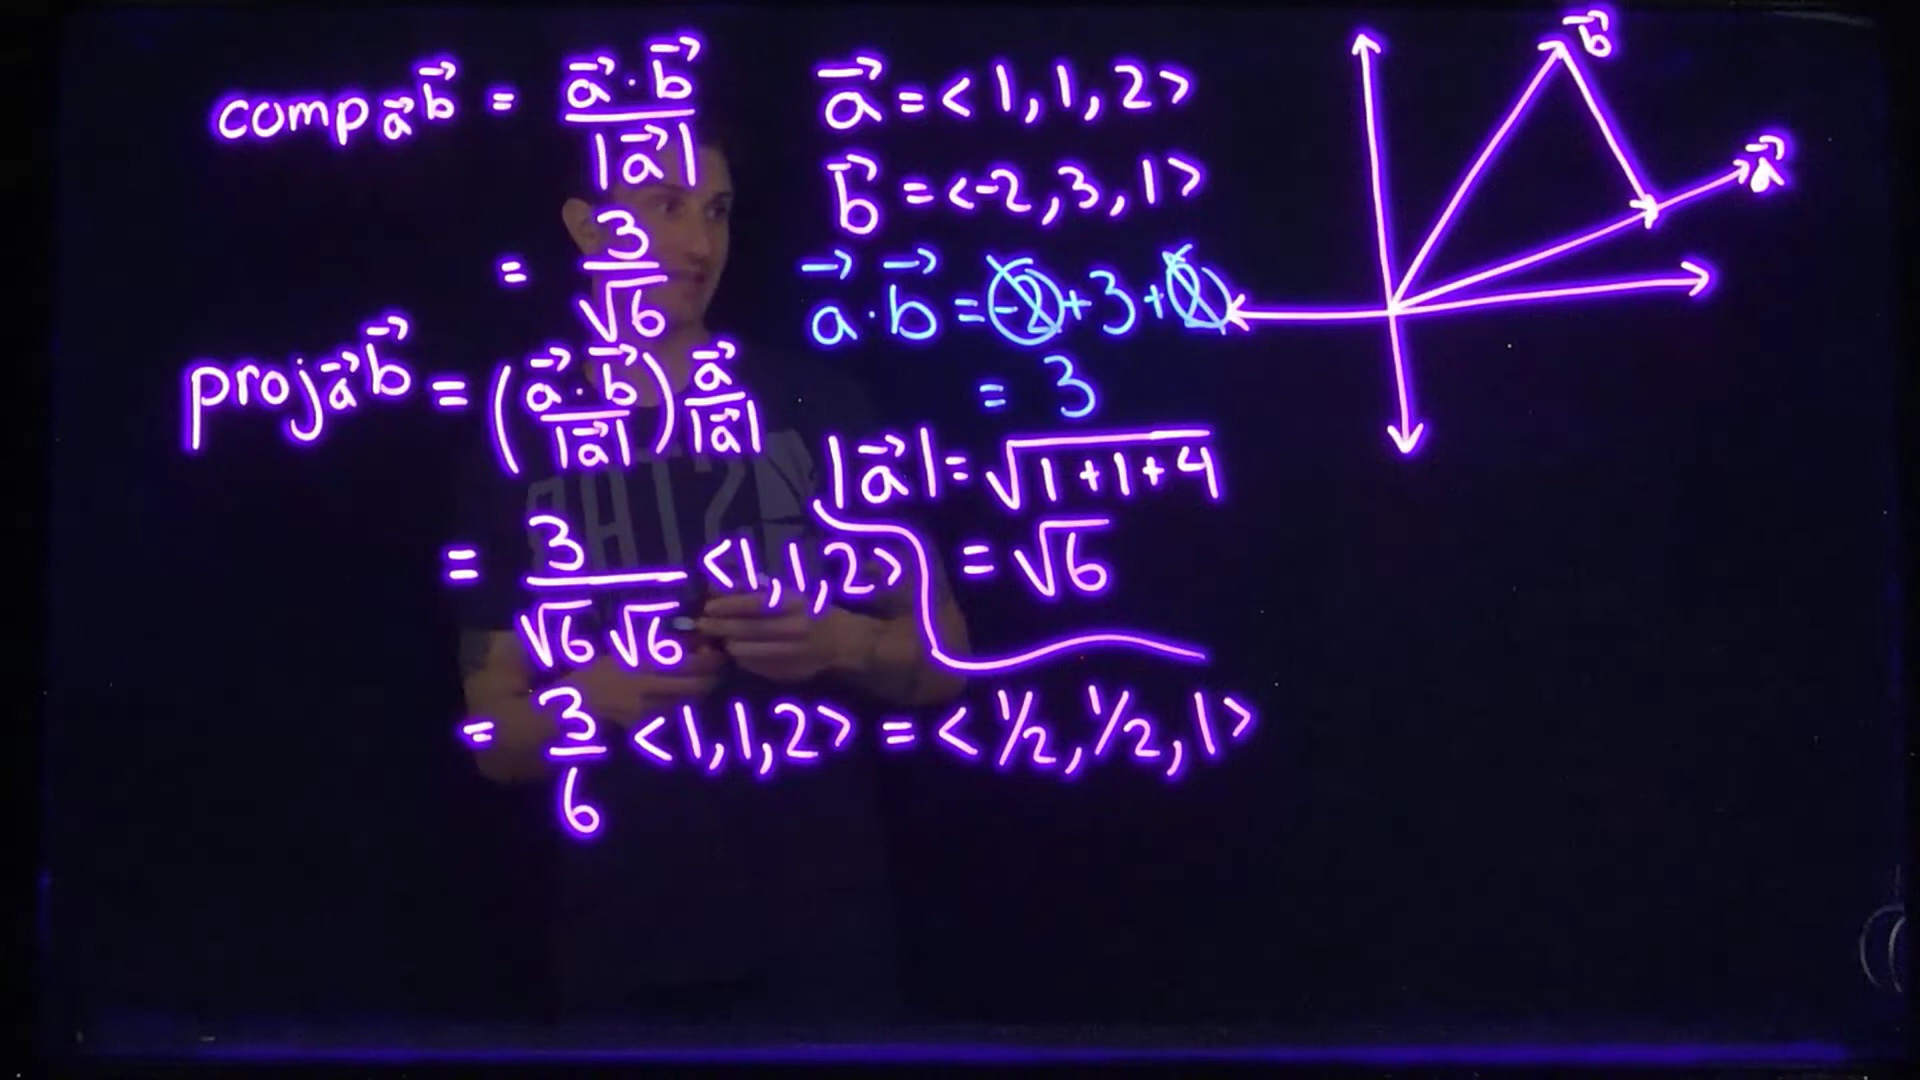 comp_a⃗ b⃗ = (a⃗ · b⃗) / |a⃗|
= 3 / √6
proj_a⃗ b⃗ = ((a⃗ · b⃗) / |a⃗|) a⃗ / |a⃗|
= 3 / (√6 √6) <1, 1, 2>
= 3/6 <1, 1, 2> = <1/2, 1/2, 1>
a⃗ = <1, 1, 2>
b⃗ = <-2, 3, 1>
a⃗ · b⃗ = -2 + 3 + 2
= 3
|a⃗| = √(1+1+4)
= √6
b⃗
a⃗